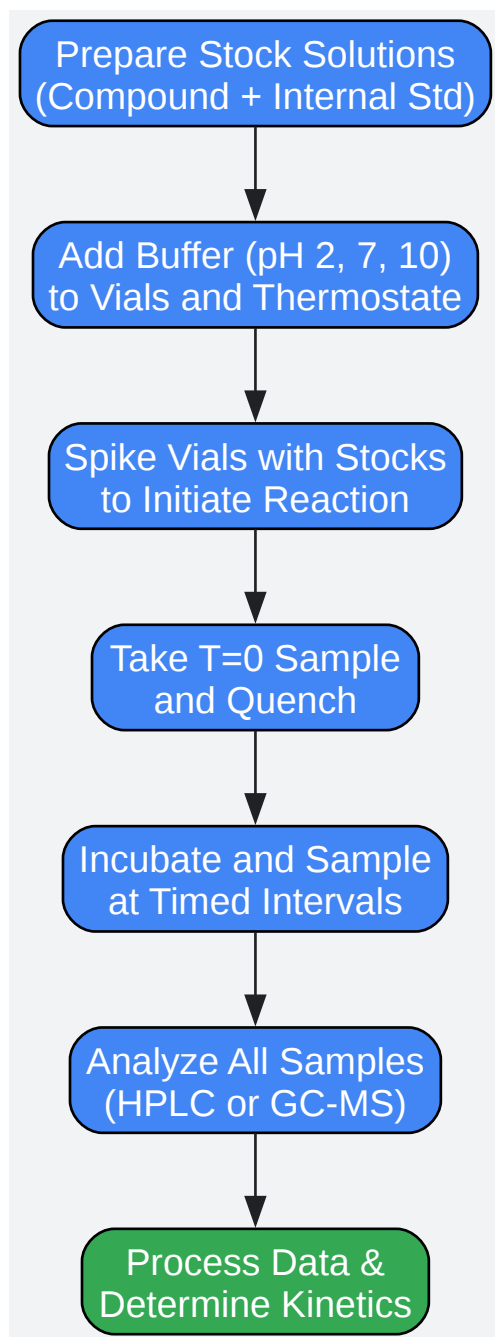 Prepare Stock Solutions
(Compound + Internal Std)
Add Buffer (pH 2, 7, 10)
to Vials and Thermostate
Spike Vials with Stocks
to Initiate Reaction
Take T=0 Sample
and Quench
Incubate and Sample
at Timed Intervals
Analyze All Samples
(HPLC or GC-MS)
Process Data &
Determine Kinetics